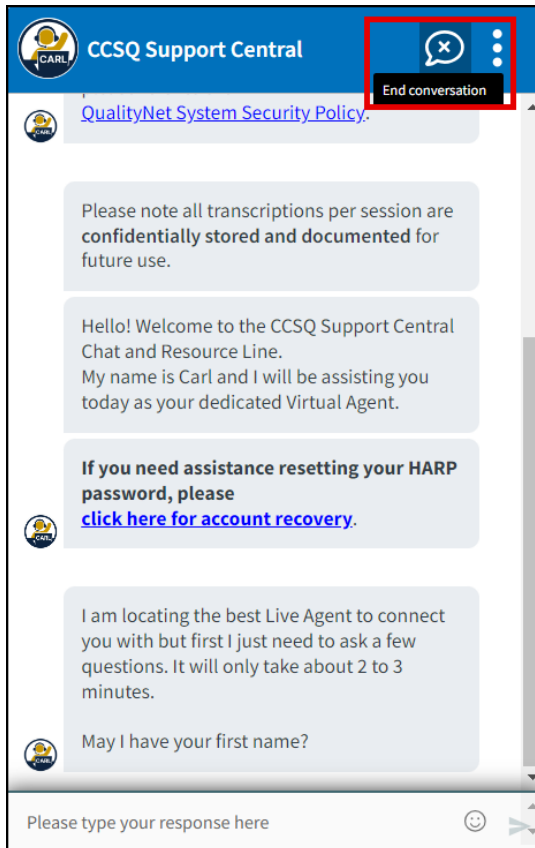 CARL
CCSQ Support Central
End conversation
QualityNet System Security Policy.
CARL
Please note all transcriptions per session are
confidentially stored and documented for
future use.
Hello! Welcome to the CCSQ Support Central
Chat and Resource Line.
My name is Carl and I will be assisting you
today as your dedicated Virtual Agent.
If you need assistance resetting your HARP
password, please
click here for account recovery.
CARL
I am locating the best Live Agent to connect
you with but first I just need to ask a few
questions. It will only take about 2 to 3
minutes.
May I have your first name?
CARL
Please type your response here